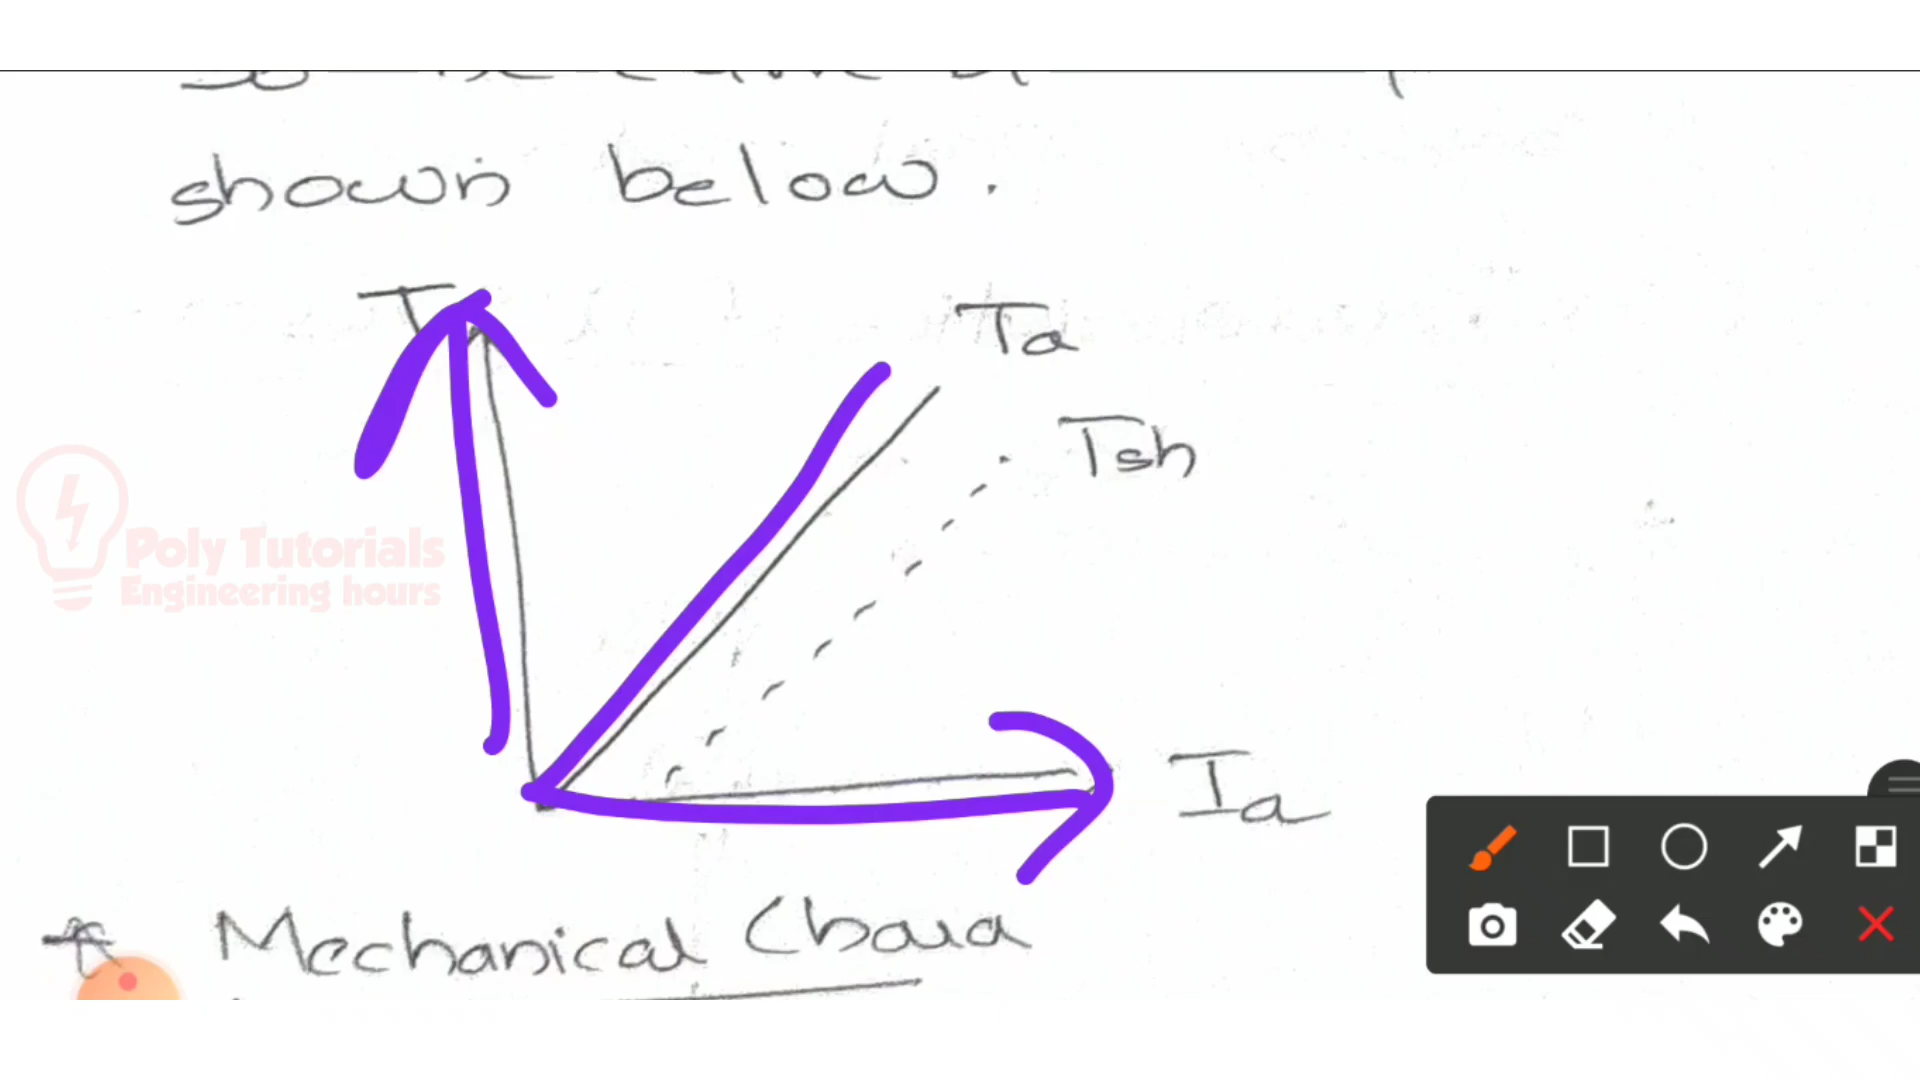 shown below.
T
Ta
Tsh
Poly Tutorials
Engineering hours
Ia
Mechanical Chara